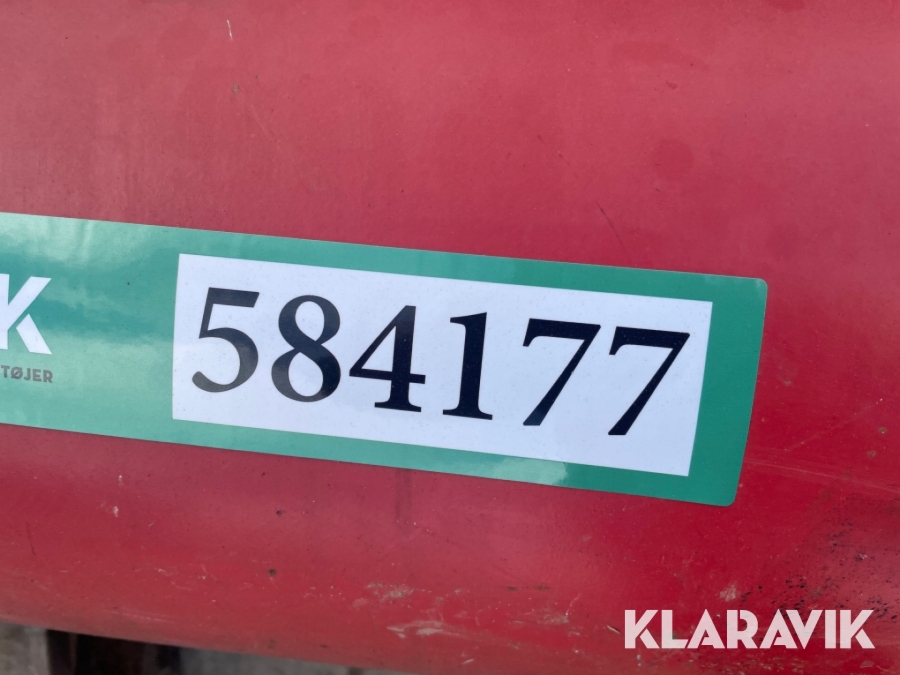 K
TØJER
584177
KLARAVIK